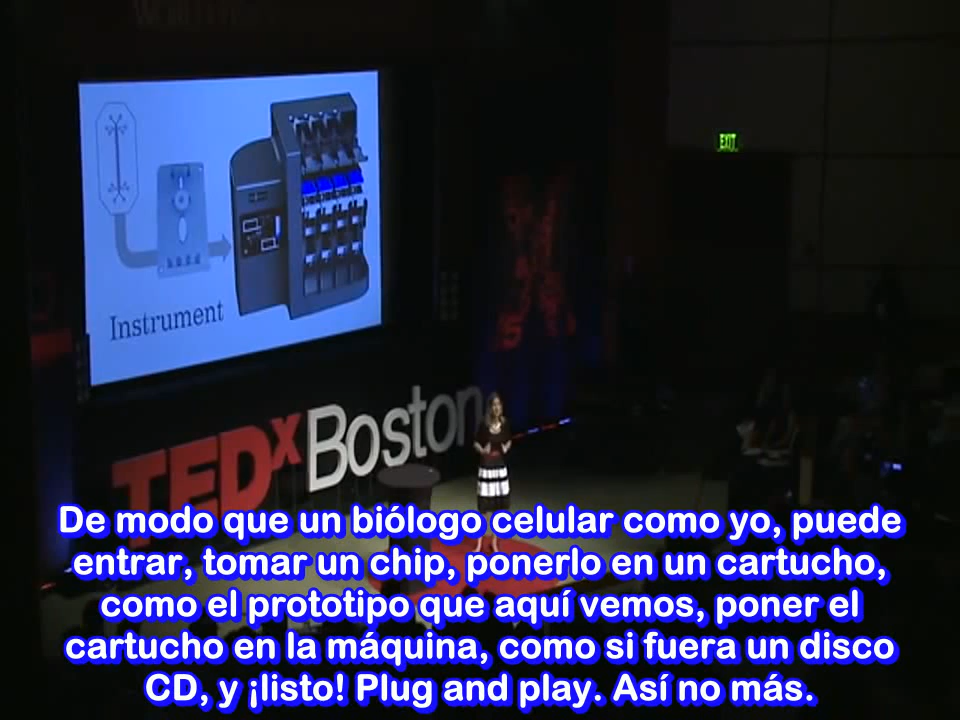 EXIT
Instrument
TEDxBoston
De modo que un biólogo celular como yo, puede
entrar, tomar un chip, ponerlo en un cartucho,
como el prototipo que aquí vemos, poner el
cartucho en la máquina, como si fuera un disco
CD, y ¡listo! Plug and play. Así no más.